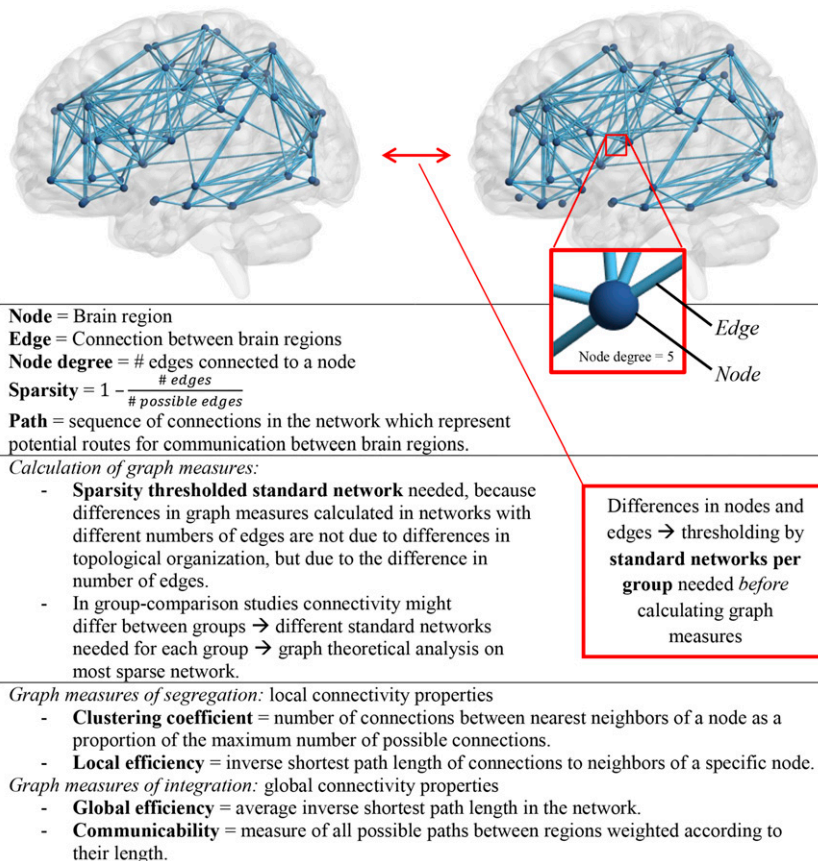 Node = Brain region
Edge = Connection between brain regions
Node degree = # edges connected to a node
Sparsity = 1 − # edges / # possible edges
Path = sequence of connections in the network which represent
potential routes for communication between brain regions.
Node degree = 5
Edge
Node
Calculation of graph measures:
- Sparsity thresholded standard network needed, because
differences in graph measures calculated in networks with
different numbers of edges are not due to differences in
topological organization, but due to the difference in
number of edges.
- In group-comparison studies connectivity might
differ between groups → different standard networks
needed for each group → graph theoretical analysis on
most sparse network.
Differences in nodes and
edges → thresholding by
standard networks per
group needed before
calculating graph
measures
Graph measures of segregation: local connectivity properties
- Clustering coefficient = number of connections between nearest neighbors of a node as a
proportion of the maximum number of possible connections.
- Local efficiency = inverse shortest path length of connections to neighbors of a specific node.
Graph measures of integration: global connectivity properties
- Global efficiency = average inverse shortest path length in the network.
- Communicability = measure of all possible paths between regions weighted according to
their length.